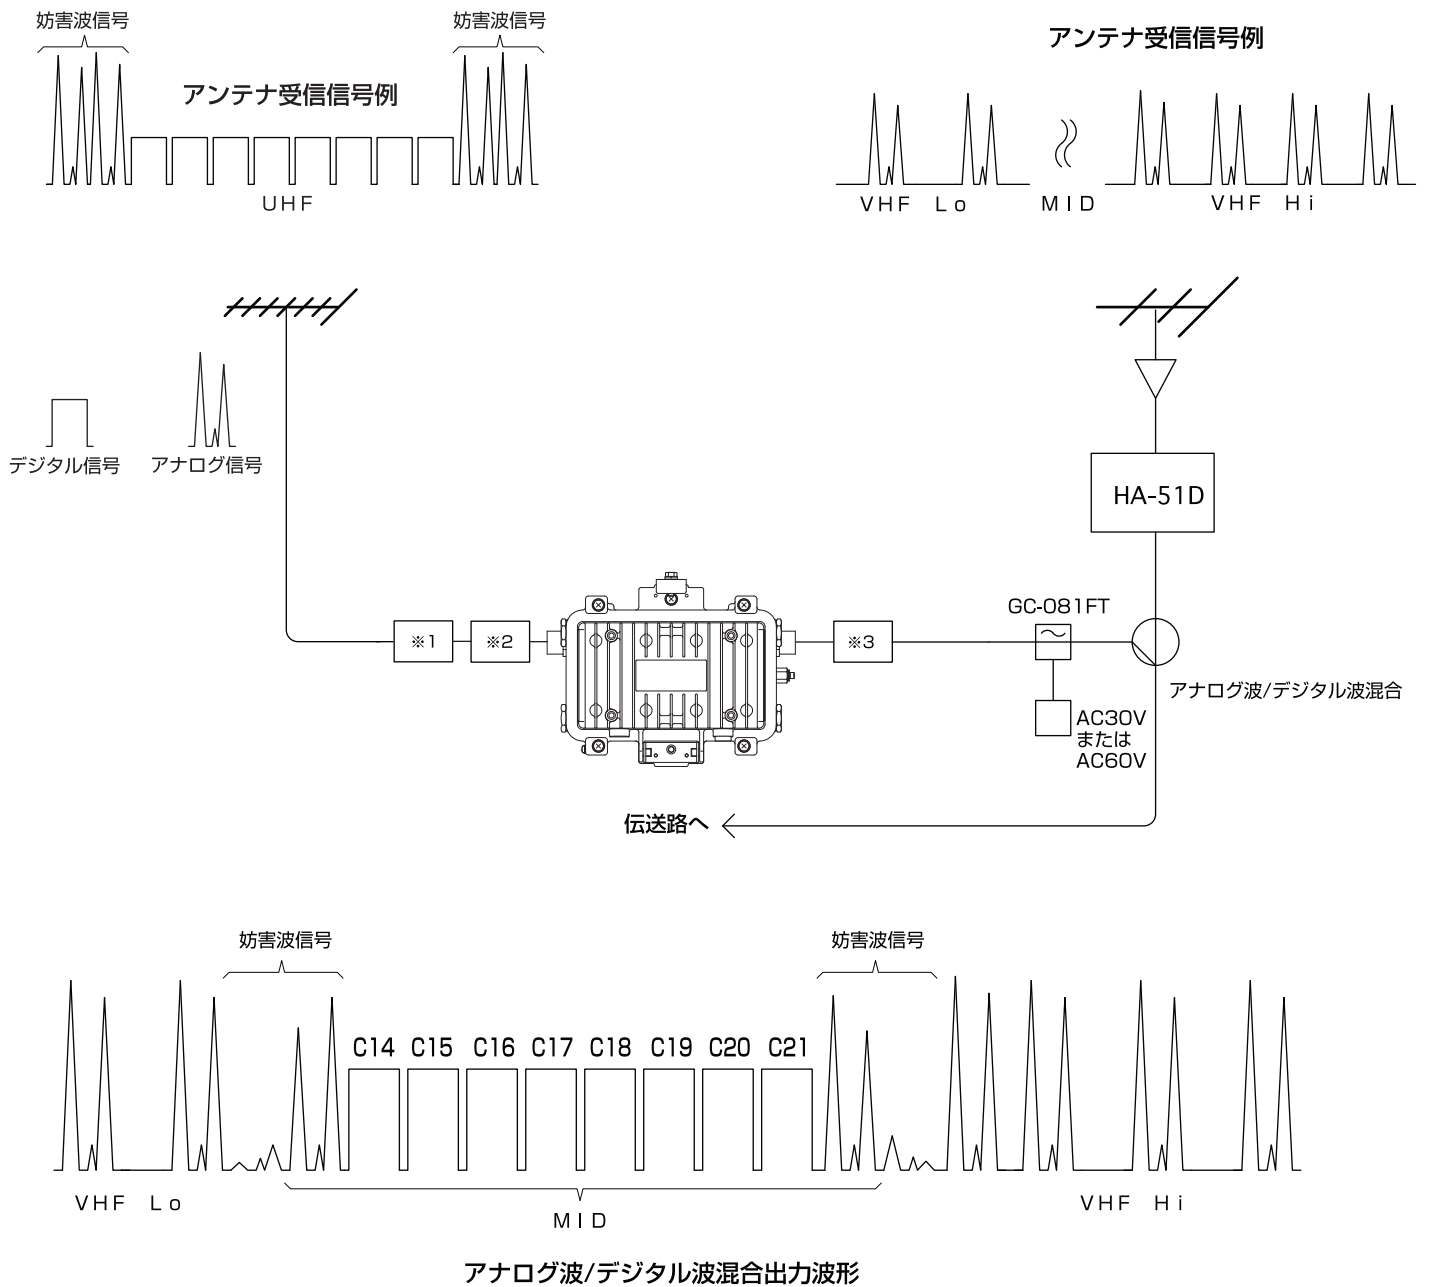 妨害波信号
妨害波信号
アンテナ受信信号例
アンテナ受信信号例
UHF
VHF Lo
MID
VHF Hi
デジタル信号
アナログ信号
HA-51D
GC-081FT
※1
※2
※3
アナログ波/デジタル波混合
AC30V
または
AC60V
伝送路へ
妨害波信号
妨害波信号
C14
C15
C16
C17
C18
C19
C20
C21
VHF Lo
MID
VHF Hi
アナログ波/デジタル波混合出力波形